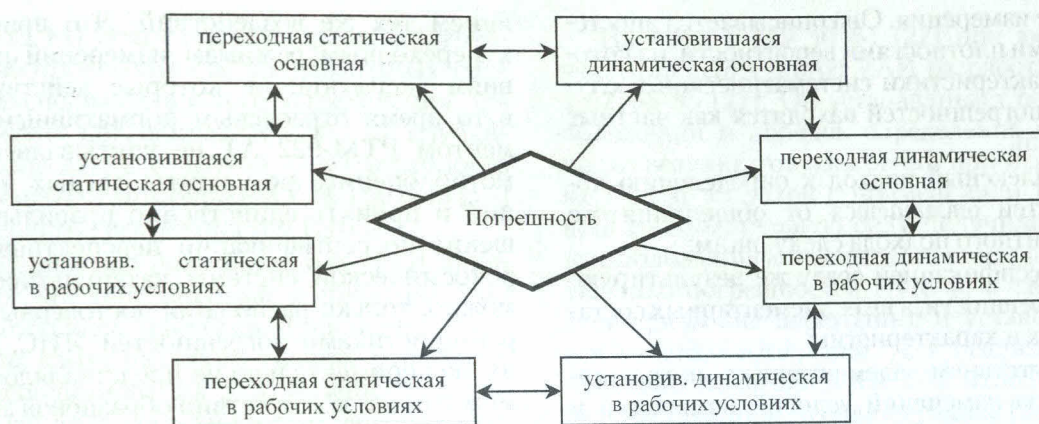 переходная статическая
основная
установившаяся
динамическая основная
установившаяся
статическая основная
переходная динамическая
основная
Погрешность
установив. статическая
в рабочих условиях
переходная динамическая
в рабочих условиях
переходная статическая
в рабочих условиях
установив. динамическая
в рабочих условиях